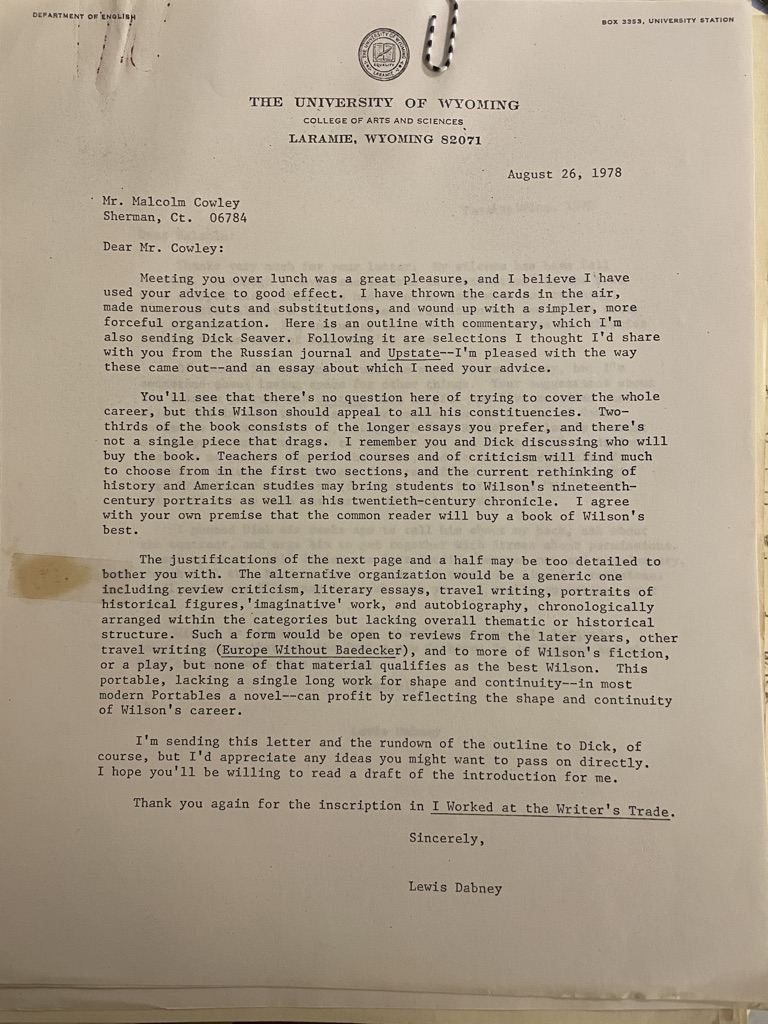 DEPARTMENT OF ENGLISH
BOX 3353, UNIVERSITY STATION
THE UNIVERSITY OF WYOMING
COLLEGE OF ARTS AND SCIENCES
LARAMIE, WYOMING 82071
August 26, 1978
Mr. Malcolm Cowley
Sherman, Ct. 06784
Dear Mr. Cowley:
Meeting you over lunch was a great pleasure, and I believe I have
used your advice to good effect. I have thrown the cards in the air,
made numerous cuts and substitutions, and wound up with a simpler, more
forceful organization. Here is an outline with commentary, which I'm
also sending Dick Seaver. Following it are selections I thought I'd share
with you from the Russian journal and Upstate--I'm pleased with the way
these came out--and an essay about which I need your advice.
You'll see that there's no question here of trying to cover the whole
career, but this Wilson should appeal to all his constituencies. Two-
thirds of the book consists of the longer essays you prefer, and there's
not a single piece that drags. I remember you and Dick discussing who will
buy the book. Teachers of period courses and of criticism will find much
to choose from in the first two sections, and the current rethinking of
history and American studies may bring students to Wilson's nineteenth-
century portraits as well as his twentieth-century chronicle. I agree
with your own premise that the common reader will buy a book of Wilson's
best.
The justifications of the next page and a half may be too detailed to
bother you with. The alternative organization would be a generic one
including review criticism, literary essays, travel writing, portraits of
historical figures,'imaginative' work, and autobiography, chronologically
arranged within the categories but lacking overall thematic or historical
structure. Such a form would be open to reviews from the later years, other
travel writing (Europe Without Baedecker), and to more of Wilson's fiction,
or a play, but none of that material qualifies as the best Wilson. This
portable, lacking a single long work for shape and continuity--in most
modern Portables a novel--can profit by reflecting the shape and continuity
of Wilson's career.
I'm sending this letter and the rundown of the outline to Dick, of
course, but I'd appreciate any ideas you might want to pass on directly.
I hope you'll be willing to read a draft of the introduction for me.
Thank you again for the inscription in I Worked at the Writer's Trade.
Sincerely,
Lewis Dabney